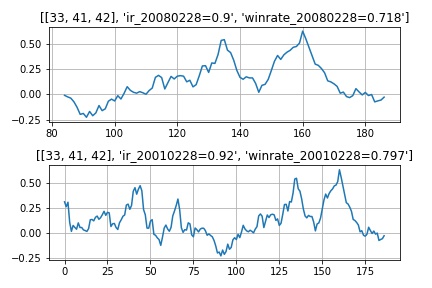 [[33, 41, 42], 'ir_20080228=0.9', 'winrate_20080228=0.718']
0.50
0.25
0.00
−0.25
80 100 120 140 160 180
[[33, 41, 42], 'ir_20010228=0.92', 'winrate_20010228=0.797']
0.50
0.25
0.00
−0.25
0 25 50 75 100 125 150 175